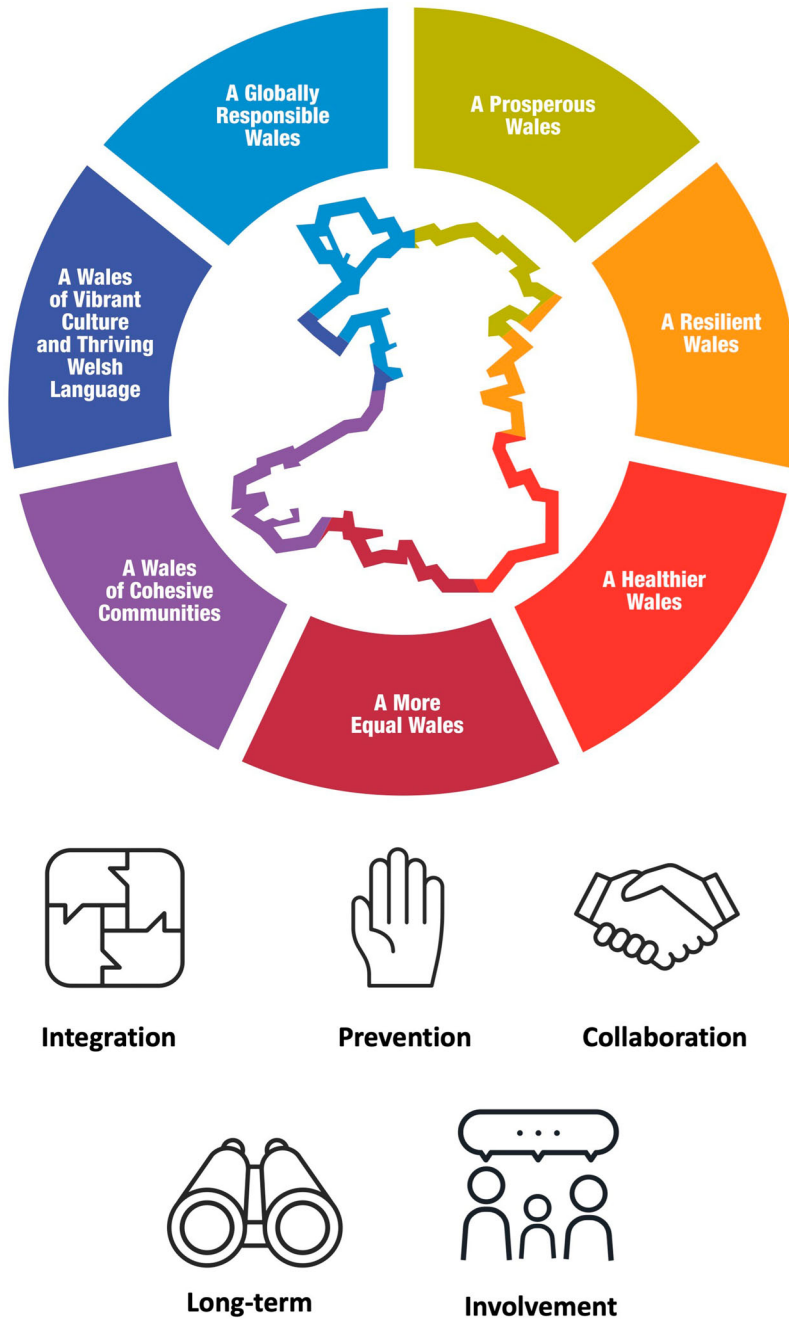 A Globally
Responsible
Wales
A Prosperous
Wales
A Resilient
Wales
A Healthier
Wales
A More
Equal Wales
A Wales
of Cohesive
Communities
A Wales
of Vibrant
Culture
and Thriving
Welsh
Language
Integration
Prevention
Collaboration
Long-term
Involvement